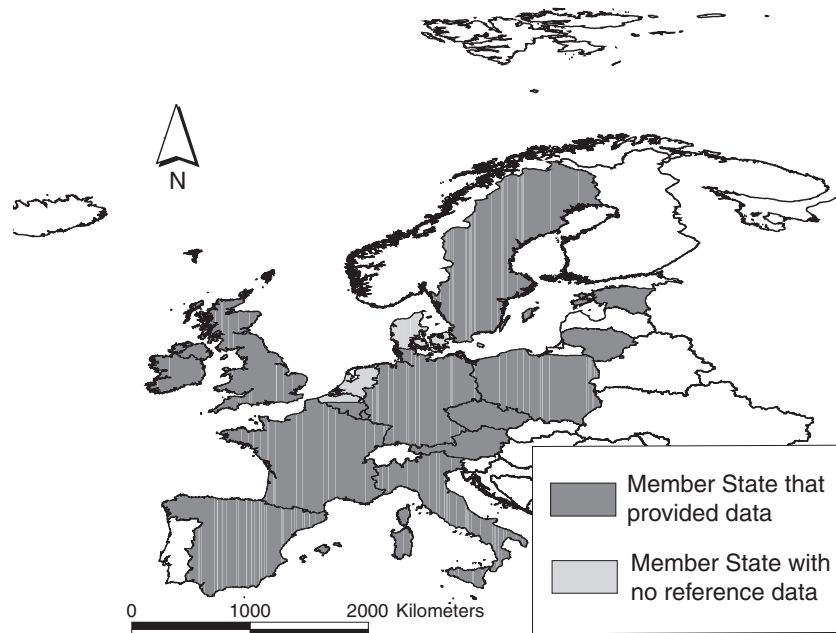 N
Member State that
provided data
Member State with
no reference data
0 1000 2000 Kilometers